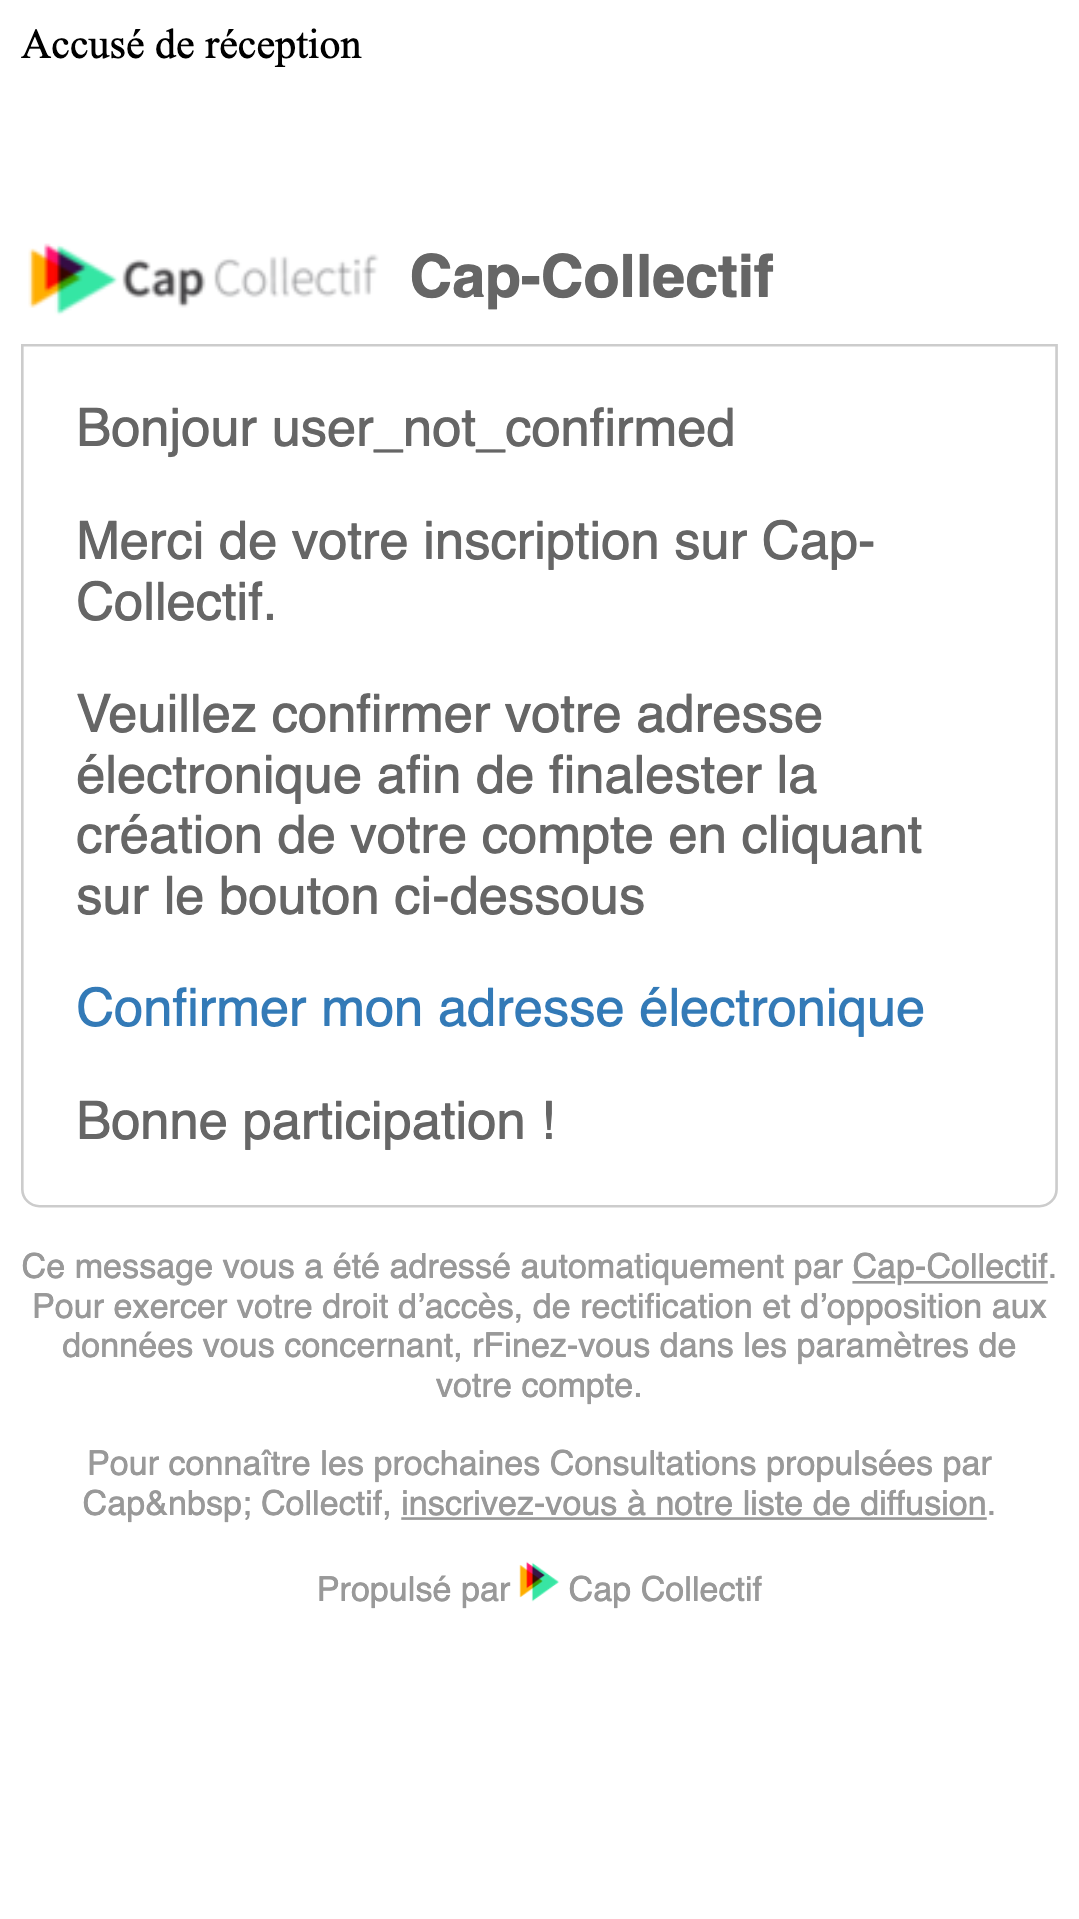 Accusé de réception
Cap Collectif Cap-Collectif
Bonjour user_not_confirmed
Merci de votre inscription sur Cap-
Collectif.
Veuillez confirmer votre adresse
électronique afin de finalester la
création de votre compte en cliquant
sur le bouton ci-dessous
Confirmer mon adresse électronique
Bonne participation !
Ce message vous a été adressé automatiquement par Cap-Collectif.
Pour exercer votre droit d’accès, de rectification et d’opposition aux
données vous concernant, rFinez-vous dans les paramètres de
votre compte.
Pour connaître les prochaines Consultations propulsées par
Cap&nbsp; Collectif, inscrivez-vous à notre liste de diffusion.
Propulsé par Cap Collectif